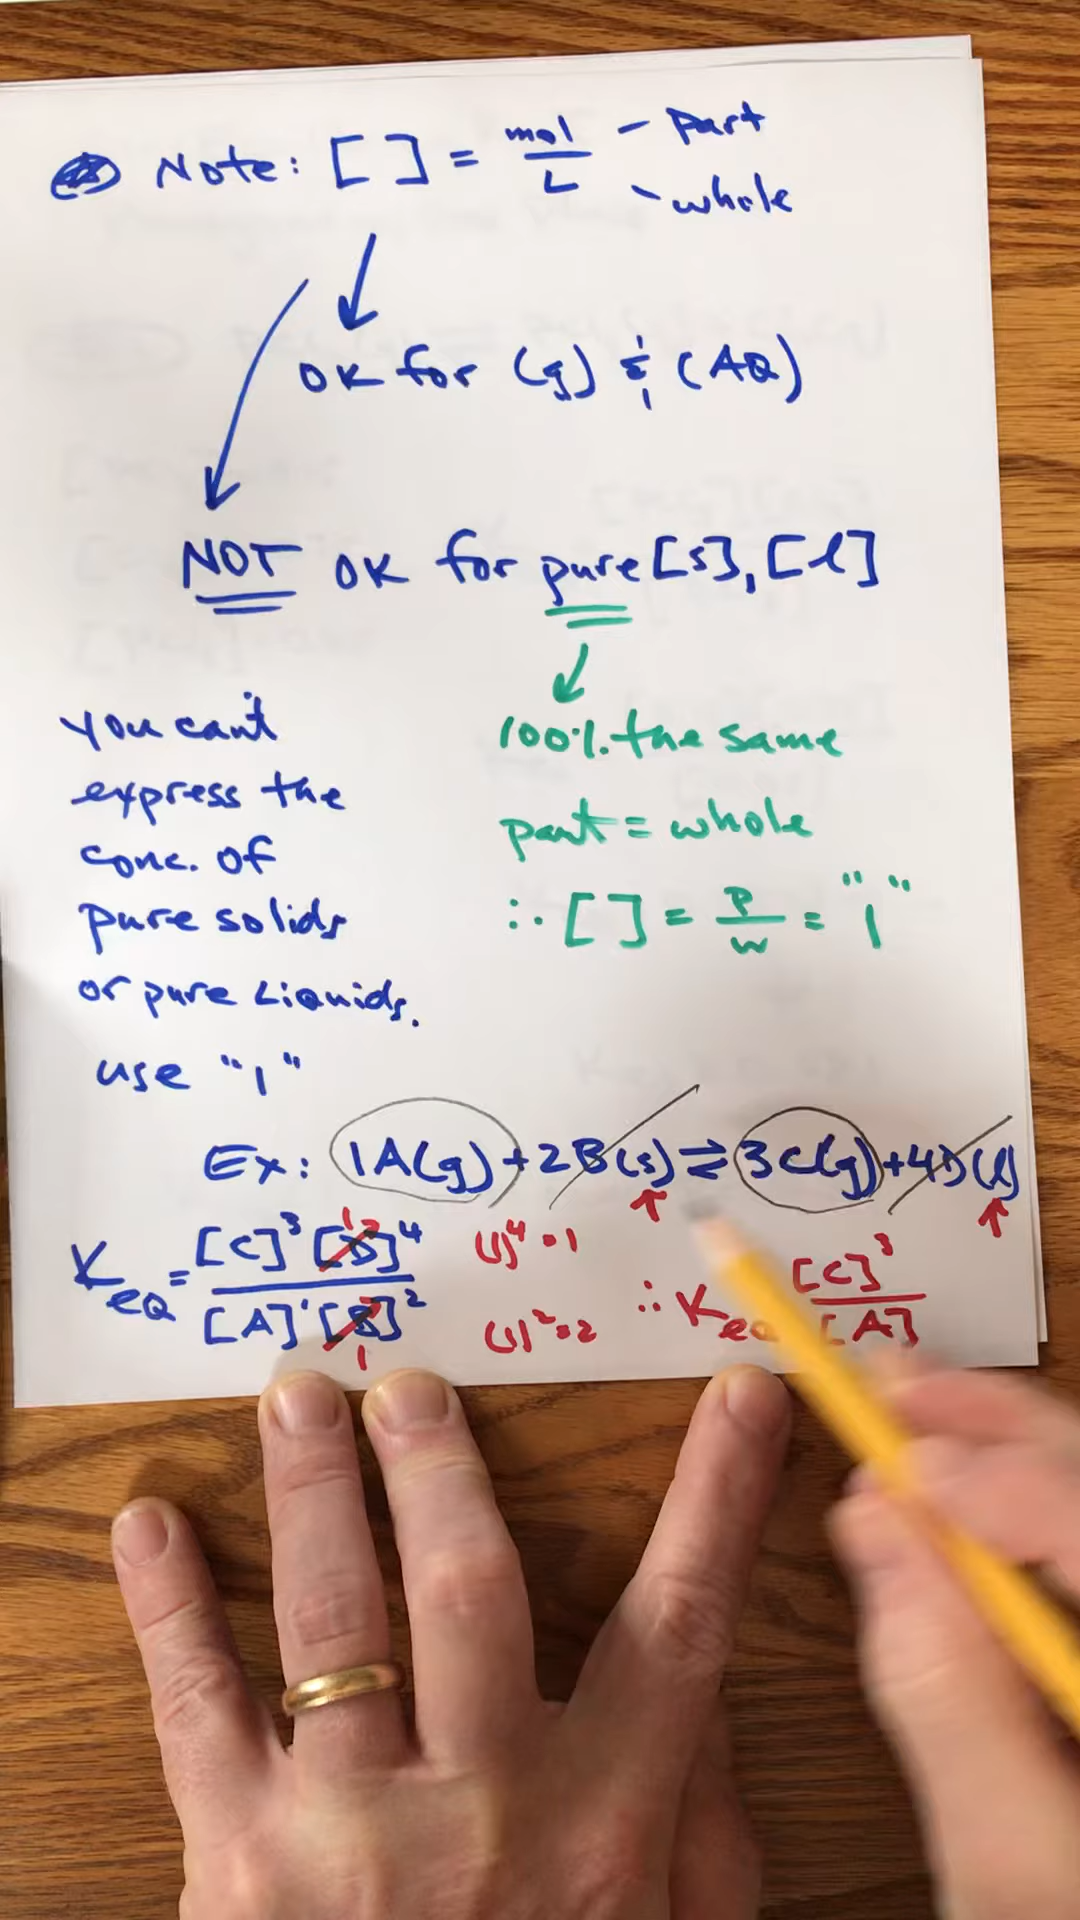 Note: [ ] = mol/L - Part - whole
OK for (g) & (AQ)
NOT OK for pure [s], [l]
You can't
express the
conc. of
pure solids
or pure Liquids.
use "1"
100% the same
part = whole
∴ [ ] = P/W = "1"
Ex: 1A(g) + 2B(s) ⇌ 3C(g) + 4D(l)
KeQ = [C]³[D]⁴ / [A]¹[B]²
1
1
(1)⁴ = 1
(1)² = 2
∴ KeQ [C]³ / [A]